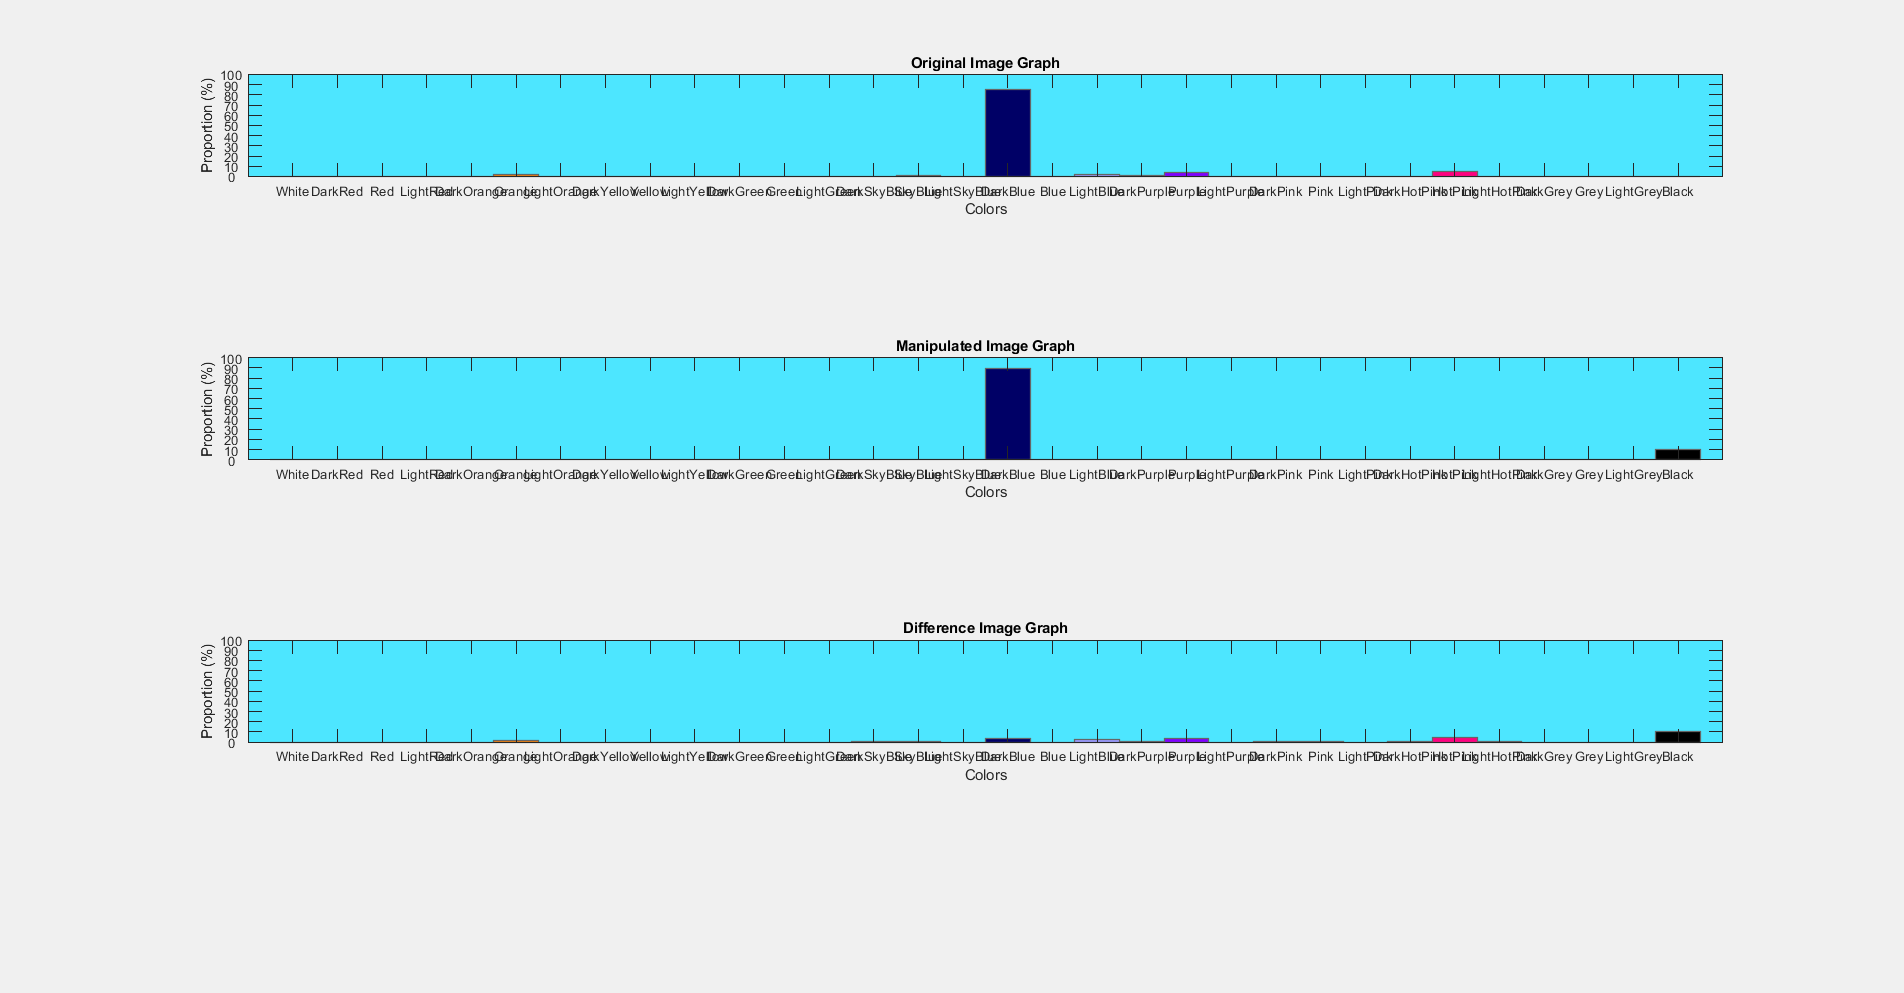 Original Image Graph
Proportion (%)
100
90
80
70
60
50
40
30
20
10
0
White DarkRed Red LightRed DarkOrange Orange LightOrange DarkYellow Yellow LightYellow DarkGreen Green LightGreen DarkSkyBlue SkyBlue LightSkyBlue DarkBlue Blue LightBlue DarkPurple Purple LightPurple DarkPink Pink LightPink DarkHotPink HotPink LightHotPink DarkGrey Grey LightGrey Black
Colors
Manipulated Image Graph
Proportion (%)
100
90
80
70
60
50
40
30
20
10
0
White DarkRed Red LightRed DarkOrange Orange LightOrange DarkYellow Yellow LightYellow DarkGreen Green LightGreen DarkSkyBlue SkyBlue LightSkyBlue DarkBlue Blue LightBlue DarkPurple Purple LightPurple DarkPink Pink LightPink DarkHotPink HotPink LightHotPink DarkGrey Grey LightGrey Black
Colors
Difference Image Graph
Proportion (%)
100
90
80
70
60
50
40
30
20
10
0
White DarkRed Red LightRed DarkOrange Orange LightOrange DarkYellow Yellow LightYellow DarkGreen Green LightGreen DarkSkyBlue SkyBlue LightSkyBlue DarkBlue Blue LightBlue DarkPurple Purple LightPurple DarkPink Pink LightPink DarkHotPink HotPink LightHotPink DarkGrey Grey LightGrey Black
Colors